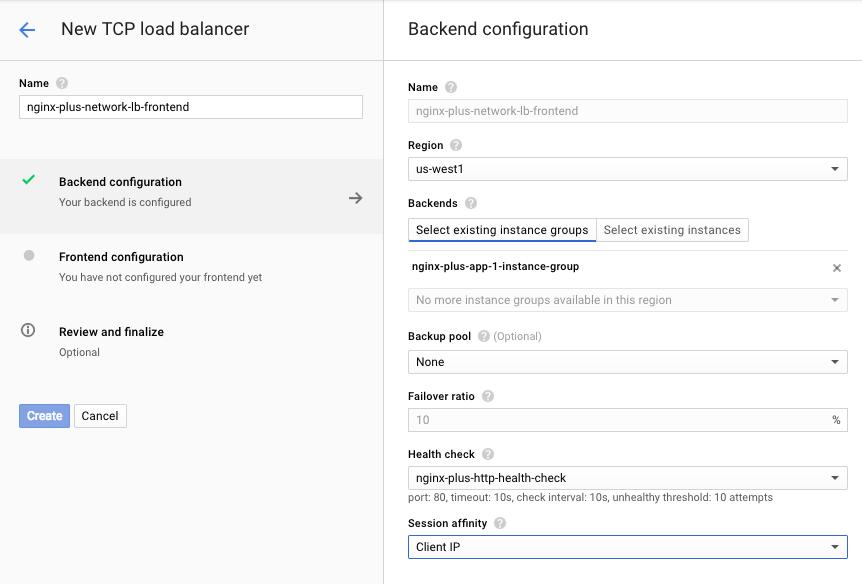 New TCP load balancer
Name
nginx-plus-network-lb-frontend
Backend configuration
Your backend is configured
Frontend configuration
You have not configured your frontend yet
Review and finalize
Optional
Create Cancel
Backend configuration
Name
nginx-plus-network-lb-frontend
Region
us-west1
Backends
Select existing instance groups Select existing instances
nginx-plus-app-1-instance-group
No more instance groups available in this region
Backup pool (Optional)
None
Failover ratio
10 %
Health check
nginx-plus-http-health-check
port: 80, timeout: 10s, check interval: 10s, unhealthy threshold: 10 attempts
Session affinity
Client IP